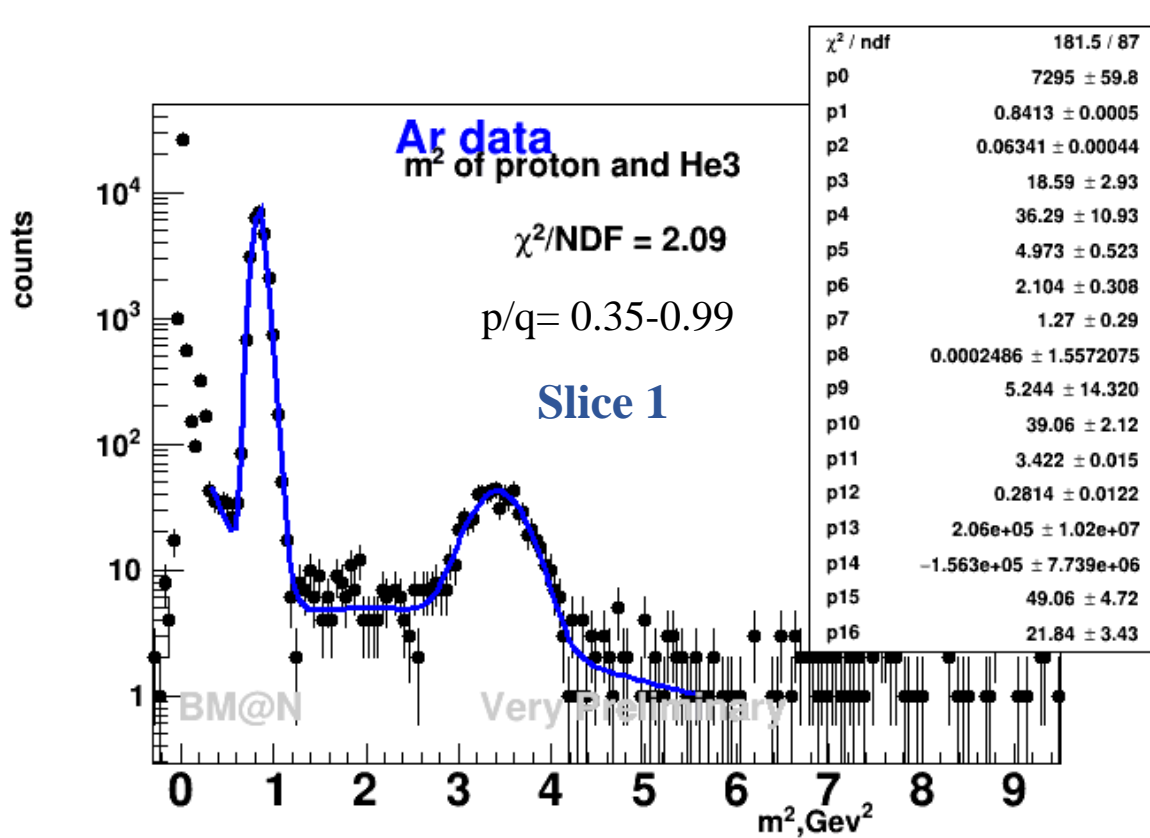 χ² / ndf 181.5 / 87
p0 7295 ± 59.8
p1 0.8413 ± 0.0005
p2 0.06341 ± 0.00044
p3 18.59 ± 2.93
p4 36.29 ± 10.93
p5 4.973 ± 0.523
p6 2.104 ± 0.308
p7 1.27 ± 0.29
p8 0.0002486 ± 1.5572075
p9 5.244 ± 14.320
p10 39.06 ± 2.12
p11 3.422 ± 0.015
p12 0.2814 ± 0.0122
p13 2.06e+05 ± 1.02e+07
p14 −1.563e+05 ± 7.739e+06
p15 49.06 ± 4.72
p16 21.84 ± 3.43
Ar data
m² of proton and He3
χ²/NDF = 2.09
p/q= 0.35-0.99
Slice 1
counts
10⁴
10³
10²
10
1
BM@N
Very Preliminary
0 1 2 3 4 5 6 7 8 9
m²,Gev²